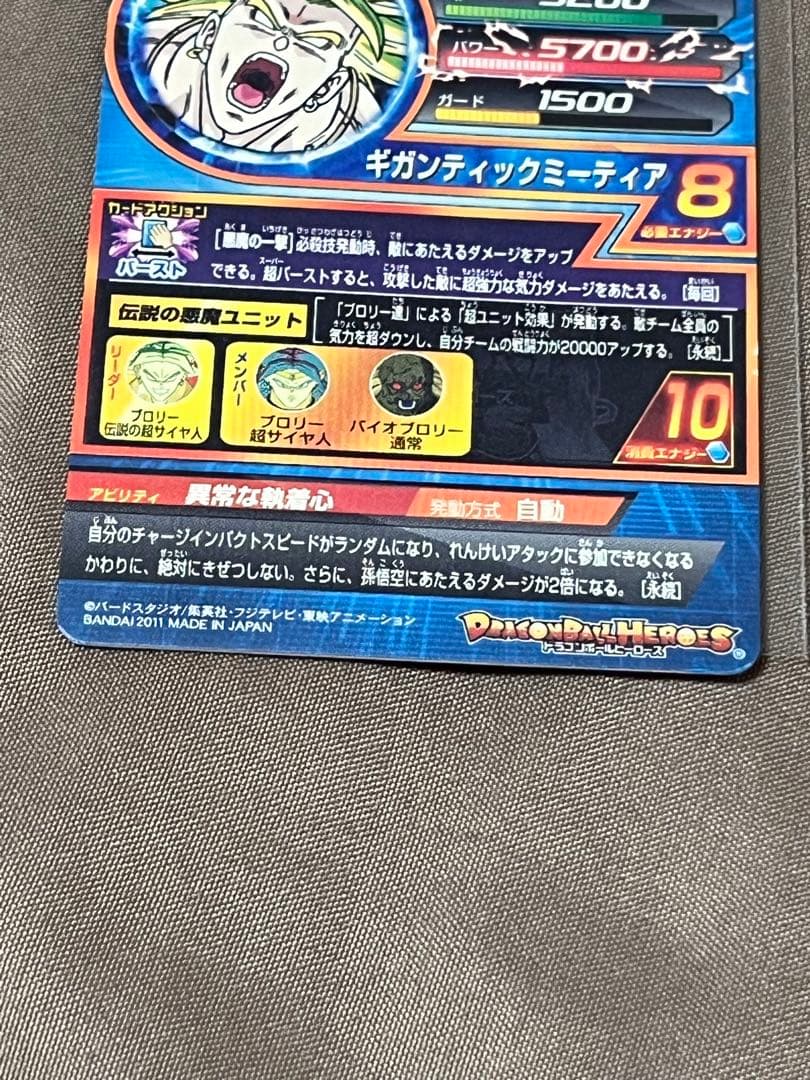 パワー 5700
ガード 1500
ギガンティックミーティア 8
必要エナジー
カードアクション
バースト
[悪魔の一撃]必殺技発動時、敵にあたえるダメージをアップ
できる。超バーストすると、攻撃した敵に超強力な気力ダメージをあたえる。 [毎回]
伝説の悪魔ユニット
「ブロリー達」による「超ユニット効果」が発動する。敵チーム全員の
気力を超ダウンし、自分チームの戦闘力が20000アップする。 [永続]
リーダー
ブロリー
伝説の超サイヤ人
メンバー
ブロリー
超サイヤ人
バイオブロリー
通常
10
消費エナジー
アビリティ 異常な執着心 発動方式 自動
自分のチャージインパクトスピードがランダムになり、れんけいアタックに参加できなくなる
かわりに、絶対にきぜつしない。さらに、孫悟空にあたえるダメージが2倍になる。 [永続]
©バードスタジオ/集英社・フジテレビ・東映アニメーション
BANDAI 2011 MADE IN JAPAN
DRAGONBALL HEROES
ドラゴンボールヒーローズ